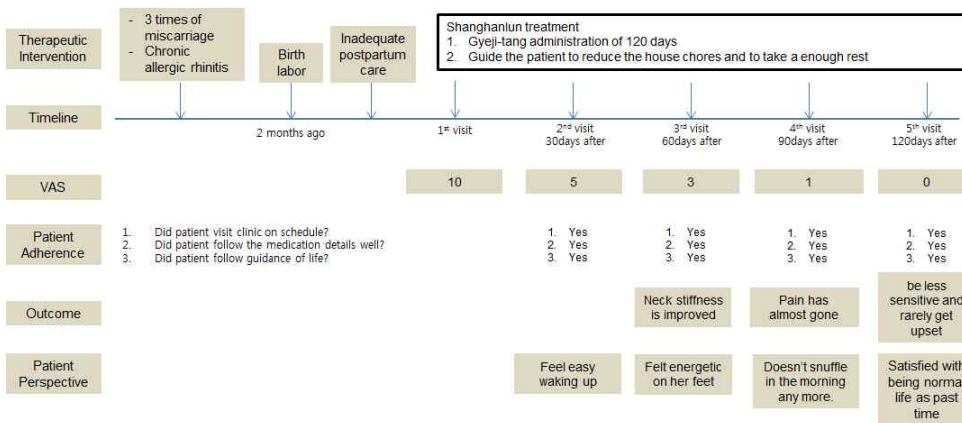 Therapeutic
Intervention
- 3 times of
miscarriage
- Chronic
allergic rhinitis
Birth
labor
Inadequate
postpartum
care
Shanghanlun treatment
1. Gyeji-tang administration of 120 days
2. Guide the patient to reduce the house chores and to take a enough rest
Timeline
2 months ago
1st visit
2nd visit
30days after
3rd visit
60days after
4th visit
90days after
5th visit
120days after
VAS
10
5
3
1
0
Patient
Adherence
1. Did patient visit clinic on schedule?
2. Did patient follow the medication details well?
3. Did patient follow guidance of life?
1. Yes
2. Yes
3. Yes
1. Yes
2. Yes
3. Yes
1. Yes
2. Yes
3. Yes
1. Yes
2. Yes
3. Yes
Outcome
Neck stiffness
is improved
Pain has
almost gone
be less
sensitive and
rarely get
upset
Patient
Perspective
Feel easy
waking up
Felt energetic
on her feet
Doesn't snuffle
in the morning
any more.
Satisfied with
being normal
life as past
time